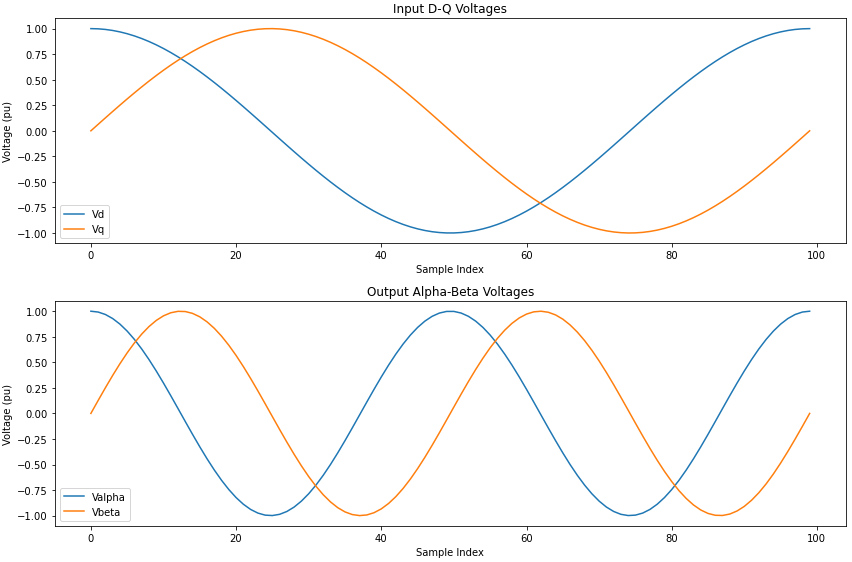 Input D-Q Voltages
1.00
0.75
0.50
0.25
0.00
−0.25
−0.50
−0.75
−1.00
Voltage (pu)
Vd
Vq
0 20 40 60 80 100
Sample Index
Output Alpha-Beta Voltages
1.00
0.75
0.50
0.25
0.00
−0.25
−0.50
−0.75
−1.00
Voltage (pu)
Valpha
Vbeta
0 20 40 60 80 100
Sample Index